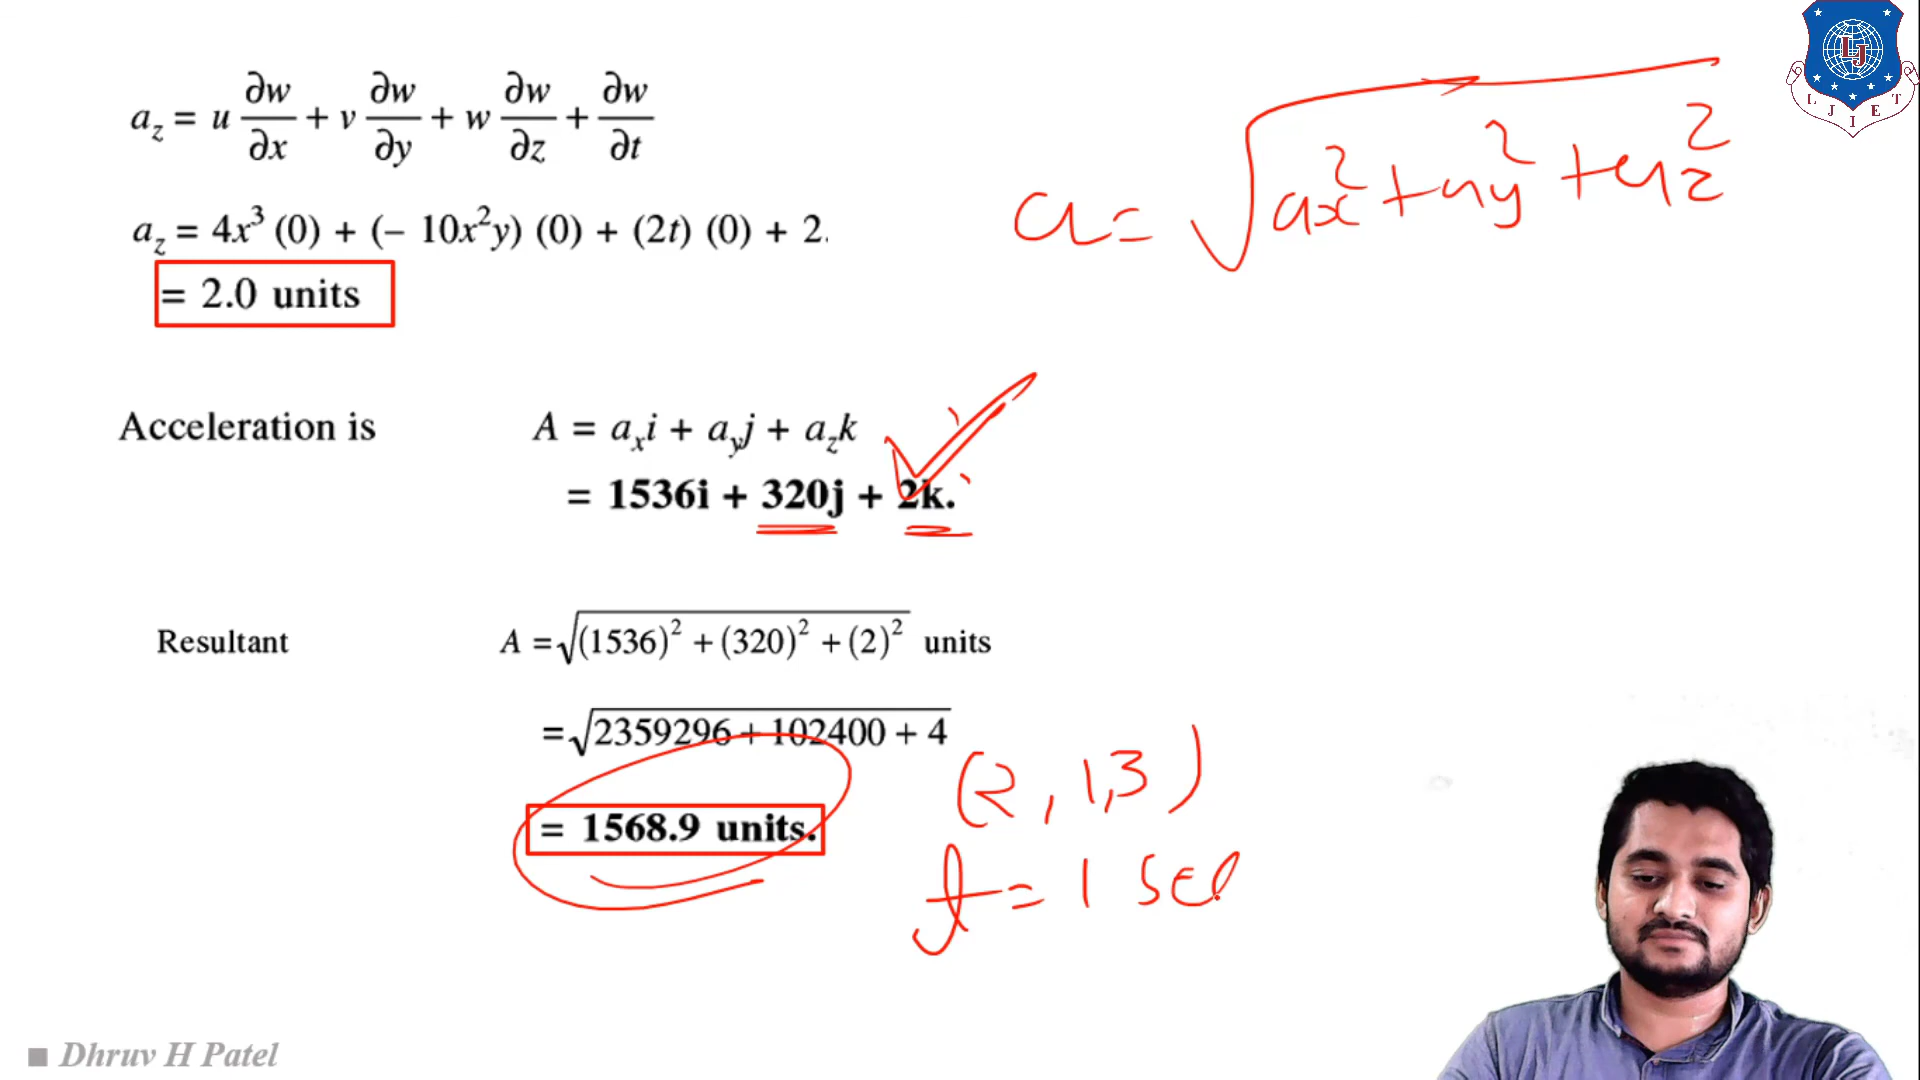 a_z = u ∂w/∂x + v ∂w/∂y + w ∂w/∂z + ∂w/∂t
a_z = 4x³ (0) + (– 10x²y) (0) + (2t) (0) + 2.
= 2.0 units
a = √(ax² + ay² + az²)
Acceleration is A = a_x i + a_y j + a_z k
= 1536i + 320j + 2k.
Resultant A = √((1536)² + (320)² + (2)²) units
= √(2359296 + 102400 + 4)
= 1568.9 units.
(2, 1, 3)
t = 1 sec
Dhruv H Patel
LJ
L J I E T